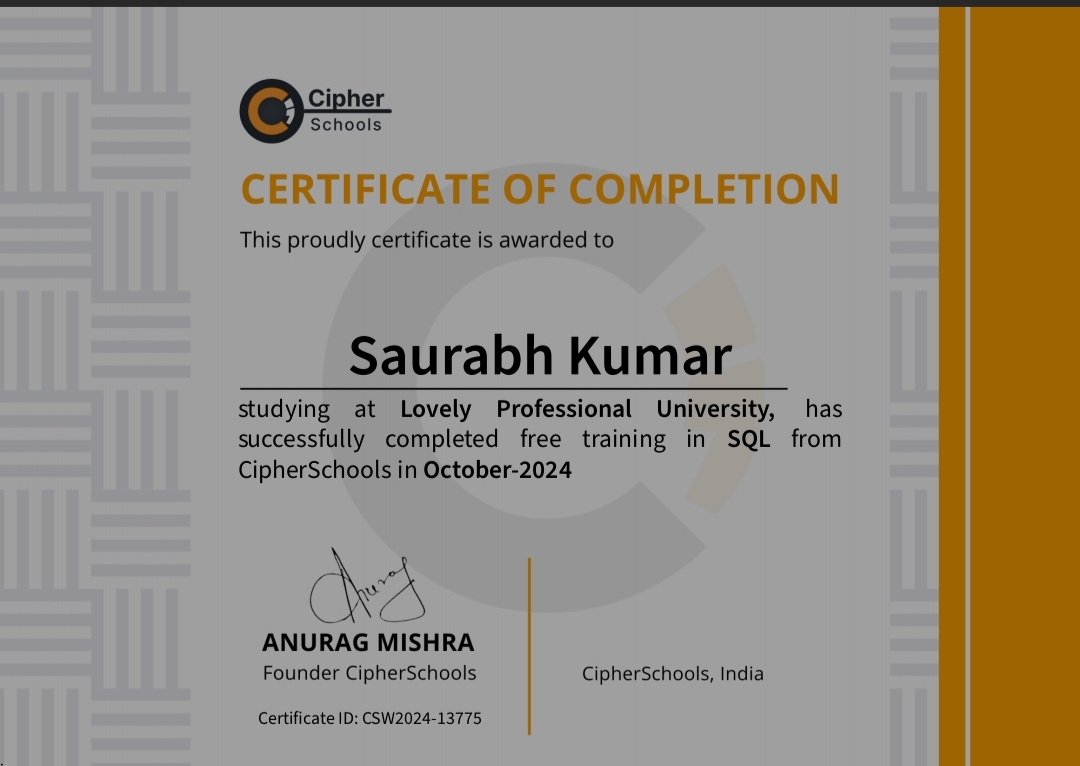 Cipher
Schools
CERTIFICATE OF COMPLETION
This proudly certificate is awarded to
Saurabh Kumar
studying at Lovely Professional University, has
successfully completed free training in SQL from
CipherSchools in October-2024
Anurag
ANURAG MISHRA
Founder CipherSchools
CipherSchools, India
Certificate ID: CSW2024-13775